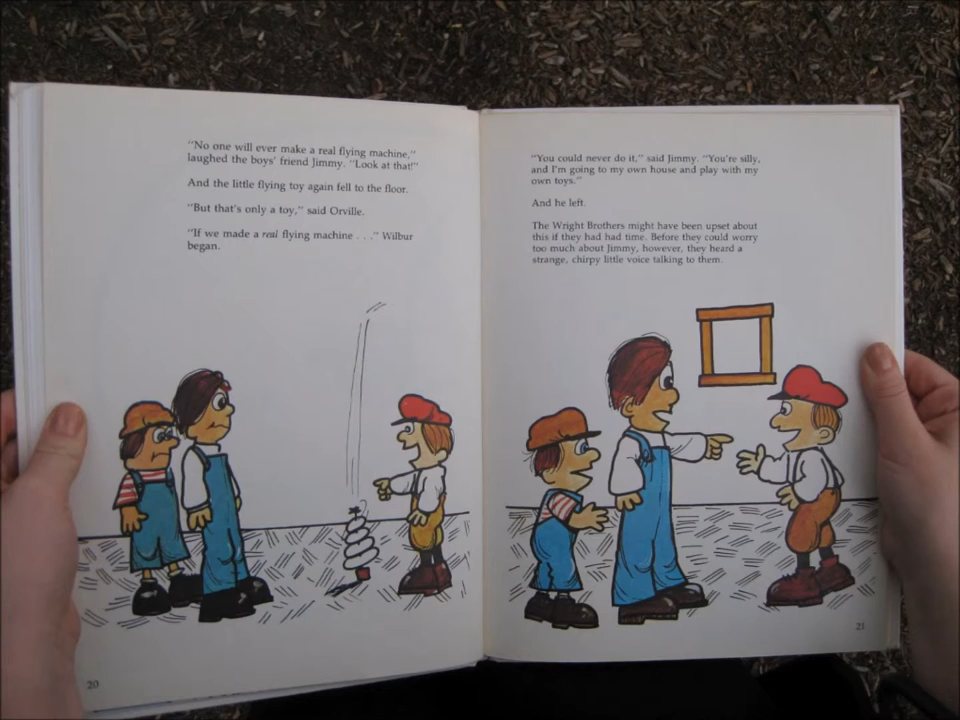 "No one will ever make a real flying machine,"
laughed the boys' friend Jimmy. "Look at that!"
And the little flying toy again fell to the floor.
"But that's only a toy," said Orville.
"If we made a real flying machine . . ." Wilbur
began.
20
"You could never do it," said Jimmy. "You're silly,
and I'm going to my own house and play with my
own toys."
And he left.
The Wright Brothers might have been upset about
this if they had had time. Before they could worry
too much about Jimmy, however, they heard a
strange, chirpy little voice talking to them.
21